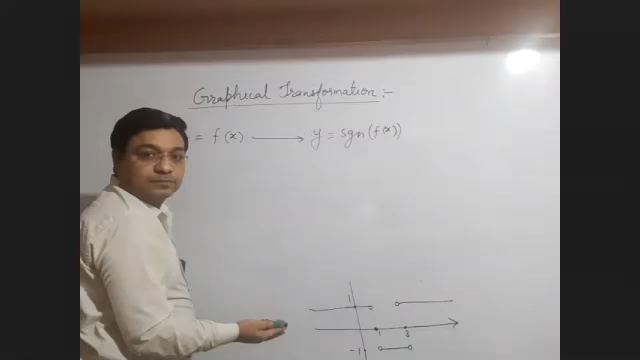 Graphical Transformation :-
= f(x) ⟶ y = sgn(f(x))
1
1 3
-1